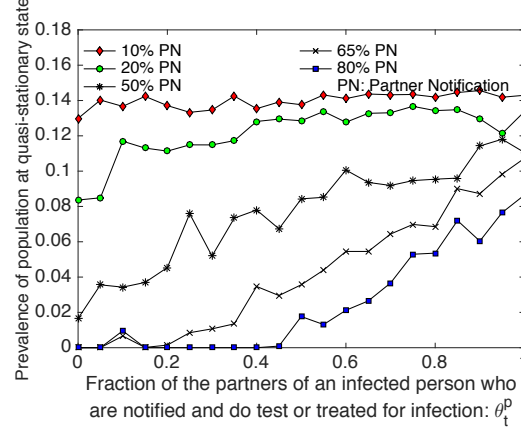 0.18
0.16
0.14
0.12
0.1
0.08
0.06
0.04
0.02
0
Prevalence of population at quasi-stationary state
10% PN
20% PN
50% PN
65% PN
80% PN
PN: Partner Notification
0 0.2 0.4 0.6 0.8
Fraction of the partners of an infected person who
are notified and do test or treated for infection: θₜᵖ